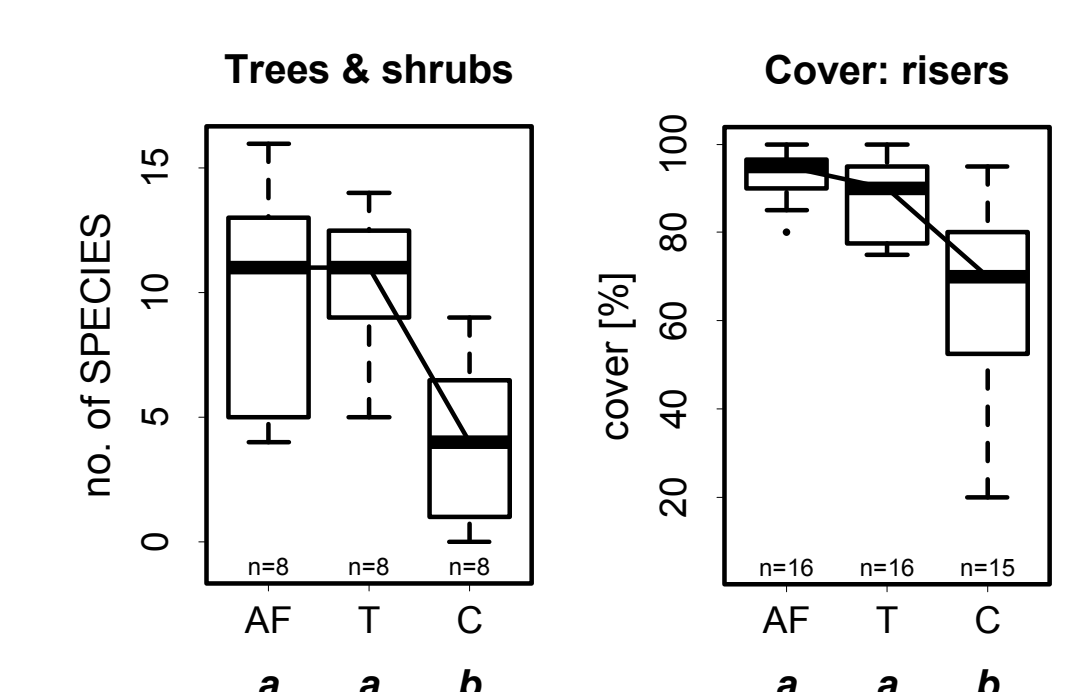 Trees & shrubs
no. of SPECIES
15
10
5
0
n=8 n=8 n=8
AF T C
a a b
Cover: risers
cover [%]
100
80
60
40
20
n=16 n=16 n=15
AF T C
a a b